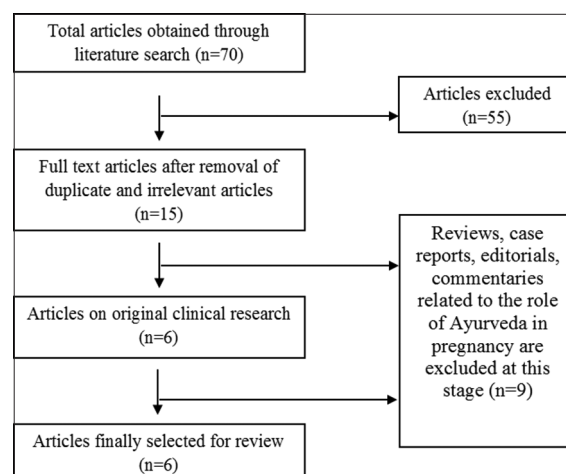 Total articles obtained through
literature search (n=70)
Articles excluded
(n=55)
Full text articles after removal of
duplicate and irrelevant articles
(n=15)
Reviews, case
reports, editorials,
commentaries
related to the role
of Ayurveda in
pregnancy are
excluded at this
stage (n=9)
Articles on original clinical research
(n=6)
Articles finally selected for review
(n=6)